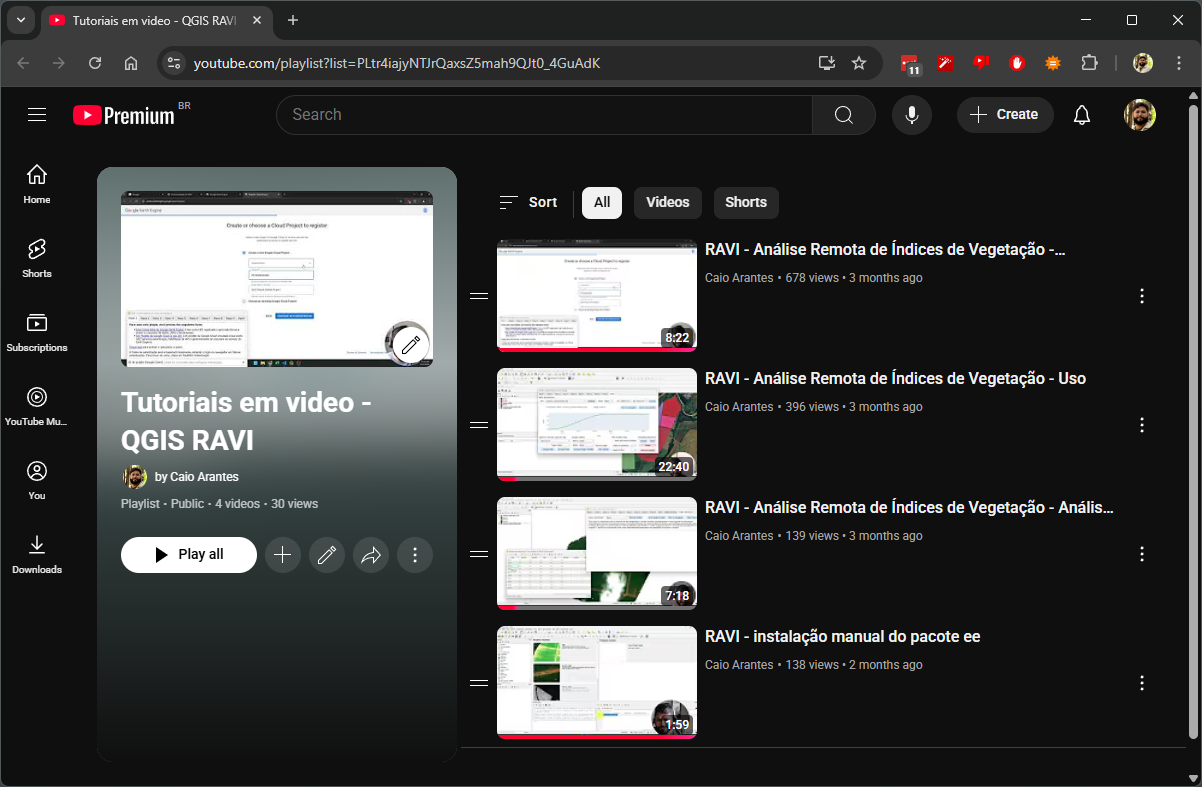 Tutoriais em video - QGIS RAVI
youtube.com/playlist?list=PLtr4iajyNTJrQaxsZ5mah9QJt0_4GuAdK
11
Premium BR
Search
Create
Home
Shorts
Subscriptions
YouTube Mu...
You
Downloads
Google Earth Engine
Create or choose a Cloud Project to register
Tutoriais em video -
QGIS RAVI
by Caio Arantes
Playlist • Public • 4 videos • 30 views
Play all
Sort
All
Videos
Shorts
8:22
RAVI - Análise Remota de Índices de Vegetação -...
Caio Arantes • 678 views • 3 months ago
22:40
RAVI - Análise Remota de Índices de Vegetação - Uso
Caio Arantes • 396 views • 3 months ago
7:18
RAVI - Análise Remota de Índices de Vegetação - Anális...
Caio Arantes • 139 views • 3 months ago
1:59
RAVI - instalação manual do pacote ee
Caio Arantes • 138 views • 2 months ago